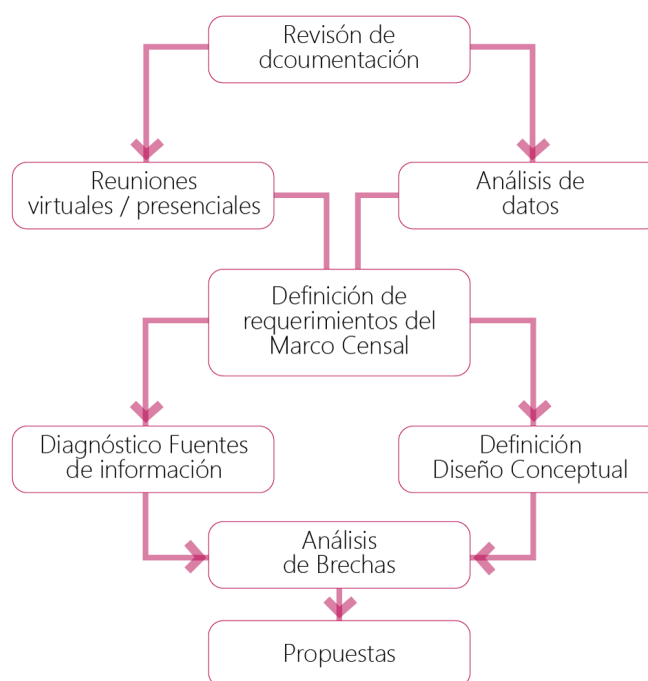 Revisón de
dcoumentación
Reuniones
virtuales / presenciales
Análisis de
datos
Definición de
requerimientos del
Marco Censal
Diagnóstico Fuentes
de información
Definición
Diseño Conceptual
Análisis
de Brechas
Propuestas